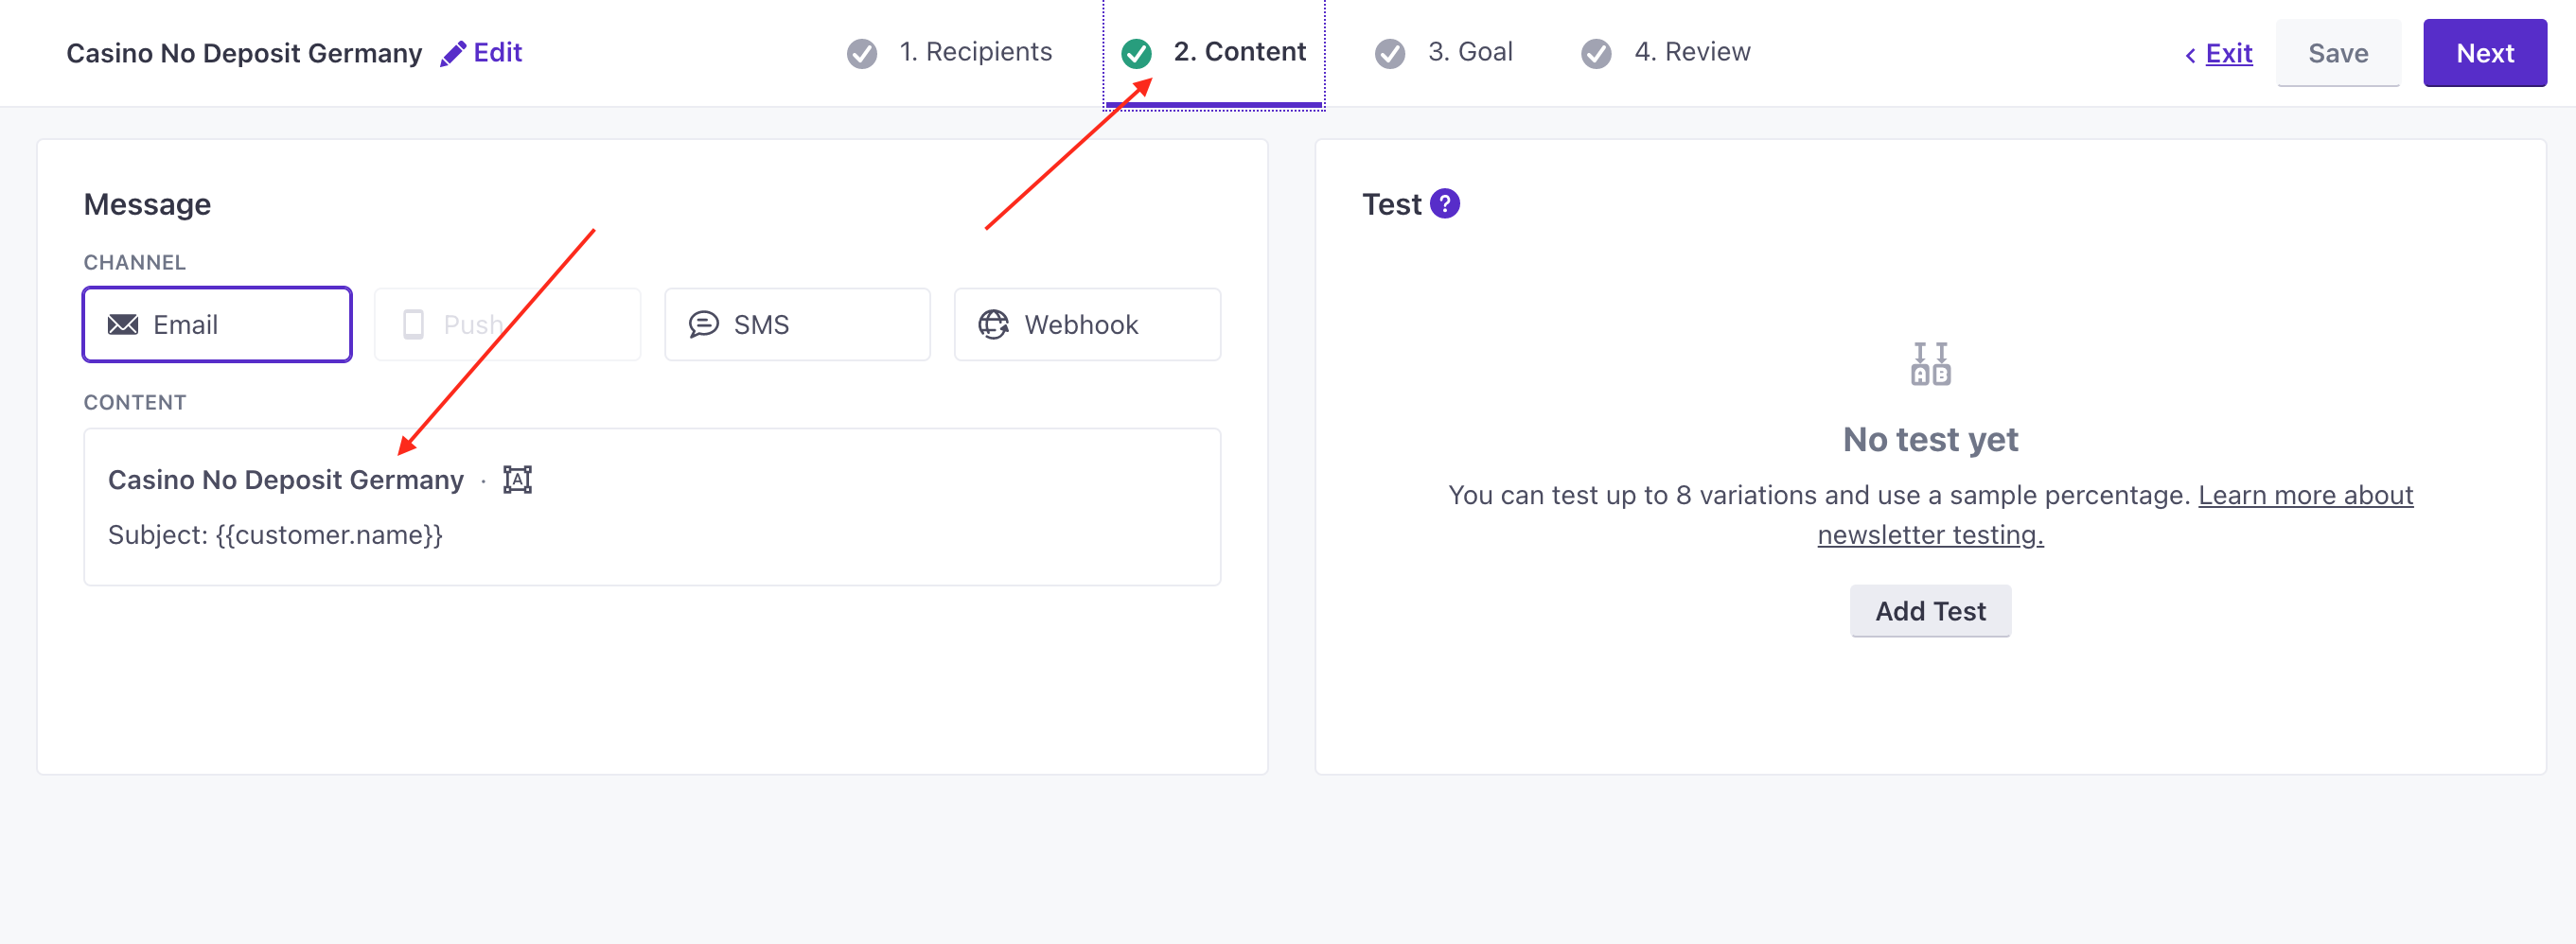 Casino No Deposit Germany Edit 1. Recipients 2. Content 3. Goal 4. Review Exit Save Next
Message
CHANNEL
Email Push SMS Webhook
CONTENT
Casino No Deposit Germany · A
Subject: {{customer.name}}
Test ?
A B
No test yet
You can test up to 8 variations and use a sample percentage. Learn more about
newsletter testing.
Add Test